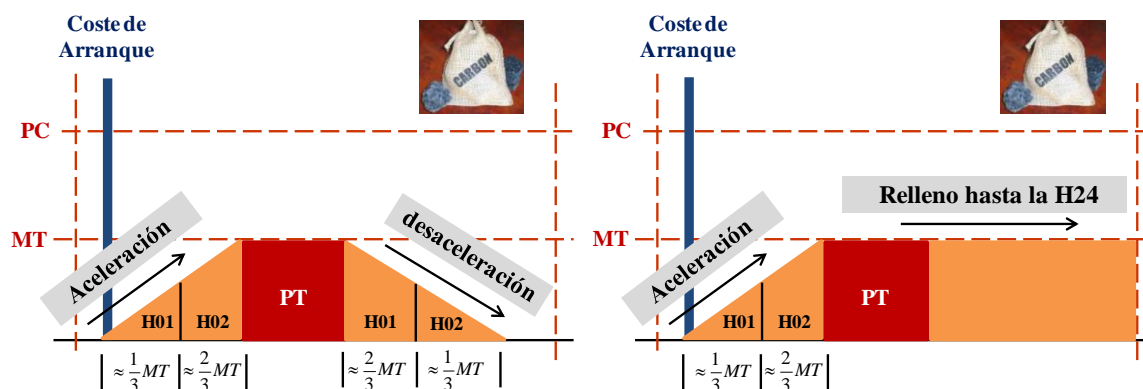 Coste de
Arranque
CARBON
PC
MT
Aceleración
desaceleración
PT
H01
H02
H01
H02
≈ 1/3 MT
≈ 2/3 MT
≈ 2/3 MT
≈ 1/3 MT
Coste de
Arranque
CARBON
PC
Relleno hasta la H24
MT
Aceleración
PT
H01
H02
≈ 1/3 MT
≈ 2/3 MT